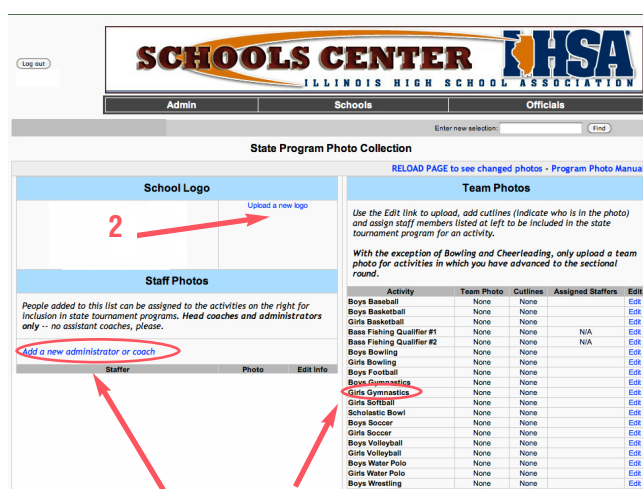 Log out
SCHOOLS CENTER
IHSA
ILLINOIS HIGH SCHOOL ASSOCIATION
Admin Schools Officials
Enter new selection: Find
State Program Photo Collection
RELOAD PAGE to see changed photos - Program Photo Manual
School Logo
2
Upload a new logo
Staff Photos
People added to this list can be assigned to the activities on the right for
inclusion in state tournament programs. Head coaches and administrators
only -- no assistant coaches, please.
Add a new administrator or coach
Staffer Photo Edit Info
Team Photos
Use the Edit link to upload, add cutlines (indicate who is in the photo)
and assign staff members listed at left to be included in the state
tournament program for an activity.
With the exception of Bowling and Cheerleading, only upload a team
photo for activities in which you have advanced to the sectional
round.
Activity Team Photo Cutlines Assigned Staffers Edit
Boys Baseball None None Edit
Boys Basketball None None Edit
Girls Basketball None None Edit
Bass Fishing Qualifier #1 None None N/A Edit
Bass Fishing Qualifier #2 None None N/A Edit
Boys Bowling None None Edit
Girls Bowling None None Edit
Boys Football None None Edit
Boys Gymnastics None None Edit
Girls Gymnastics None None Edit
Girls Softball None None Edit
Scholastic Bowl None None Edit
Boys Soccer None None Edit
Girls Soccer None None Edit
Boys Volleyball None None Edit
Girls Volleyball None None Edit
Boys Water Polo None None Edit
Girls Water Polo None None Edit
Boys Wrestling None None Edit